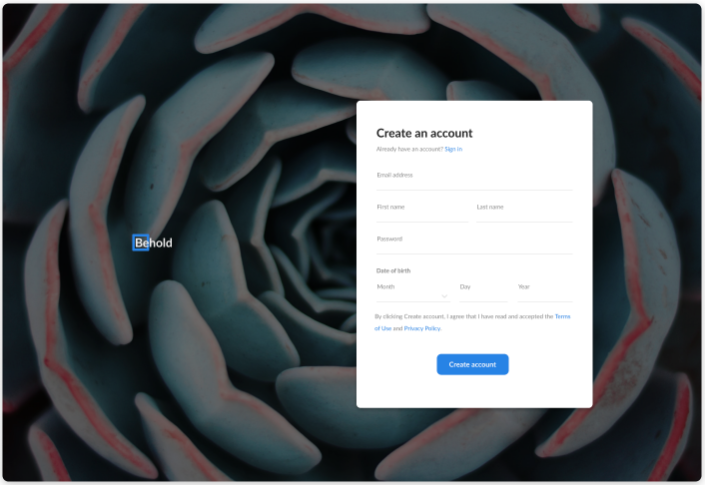 Behold
Create an account
Already have an account? Sign in
Email address
First name Last name
Password
Date of birth
Month Day Year
By clicking Create account, I agree that I have read and accepted the Terms
of Use and Privacy Policy.
Create account